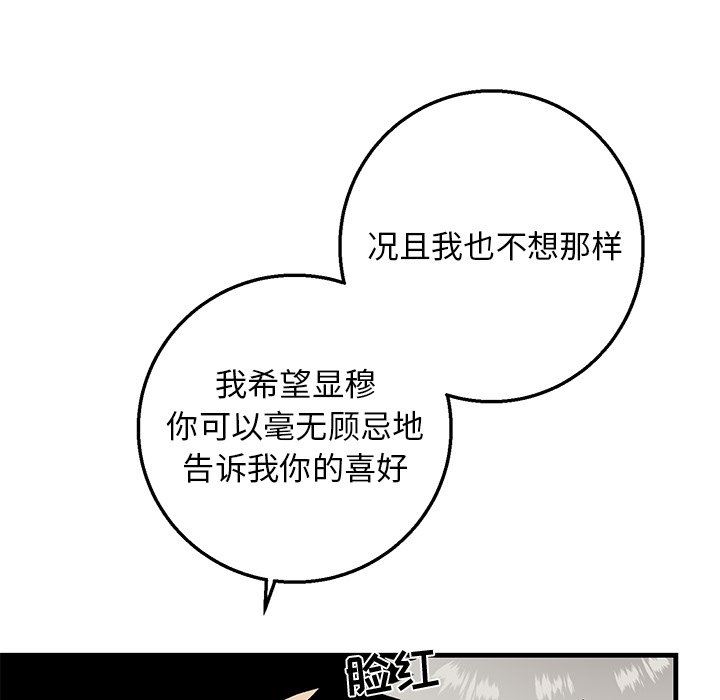 况且我也不想那样
我希望显穆
你可以毫无顾忌地
告诉我你的喜好
脸红